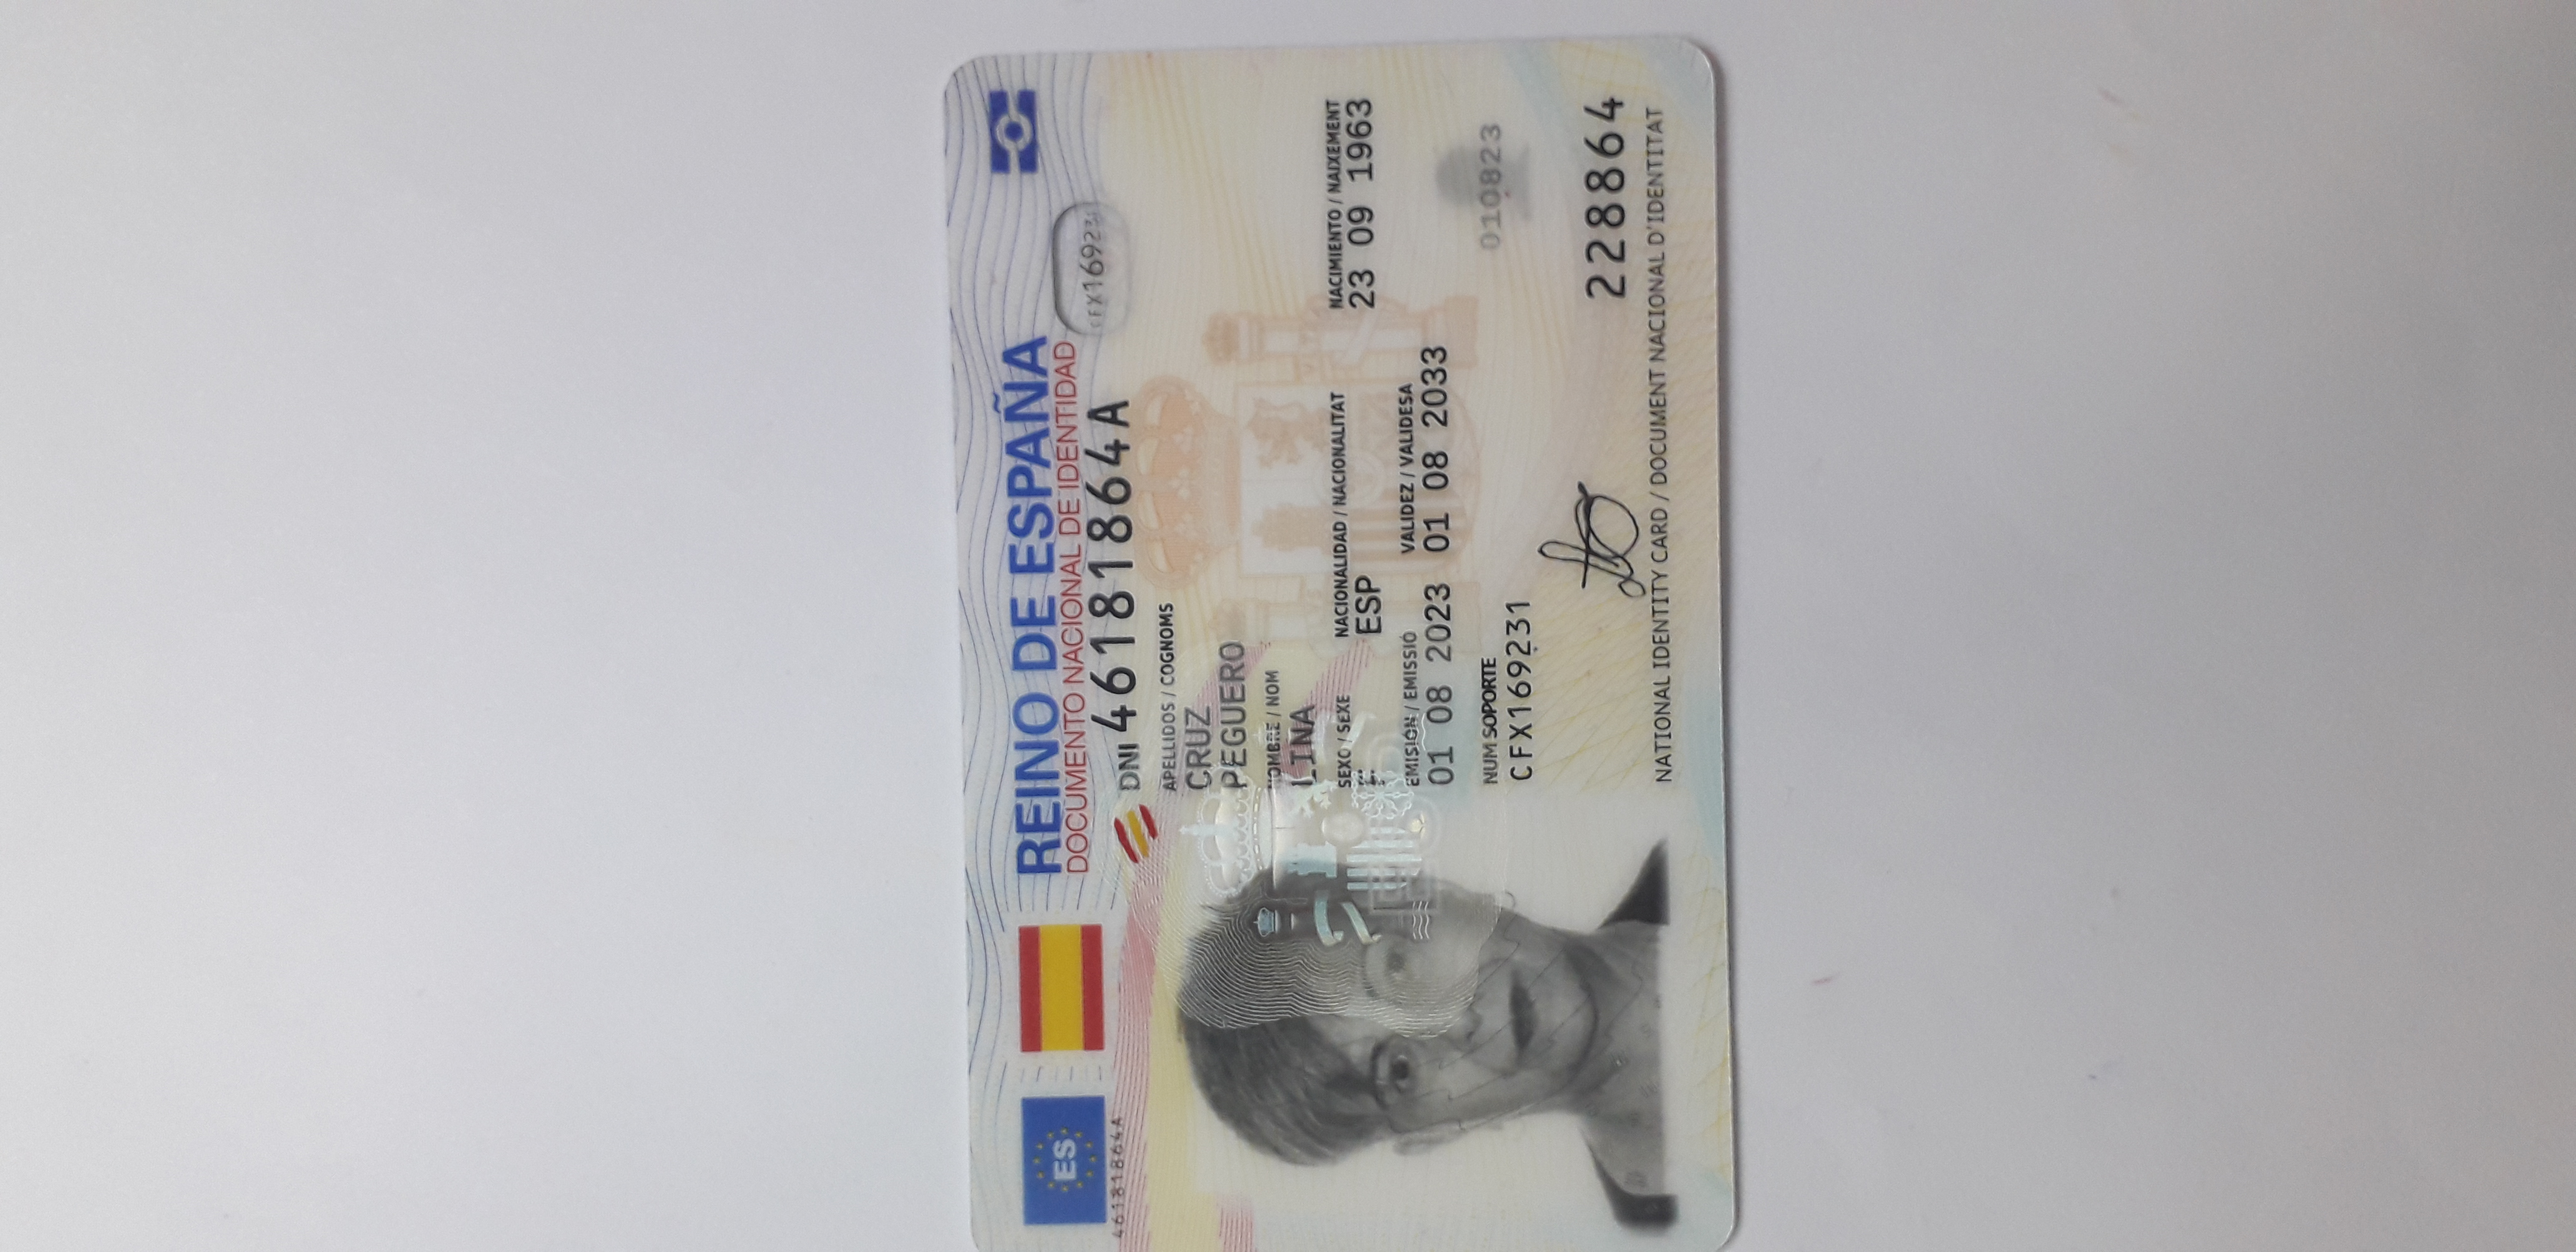 ES
46181864A
REINO DE ESPAÑA
DOCUMENTO NACIONAL DE IDENTIDAD
DNI 46181864A
APELLIDOS / COGNOMS
CRUZ
PEGUERO
NOMBRE / NOM
LINA
SEXO / SEXE NACIONALIDAD / NACIONALITAT NACIMIENTO / NAIXEMENT
ESP 23 09 1963
EMISIÓN / EMISSIÓ VALIDEZ / VALIDESA
01 08 2023 01 08 2033
NUM SOPORTE
CFX169231
010823
228864
NATIONAL IDENTITY CARD / DOCUMENT NACIONAL D'IDENTITAT